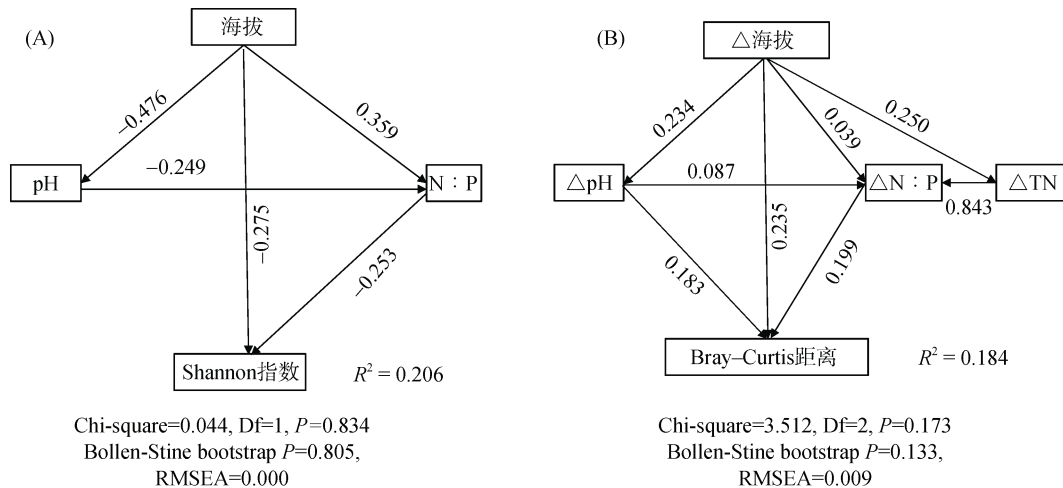 (A)
海拔
−0.476
0.359
−0.249
pH
N∶P
−0.275
−0.253
Shannon指数
R² = 0.206
Chi-square=0.044, Df=1, P=0.834
Bollen-Stine bootstrap P=0.805,
RMSEA=0.000
(B)
△海拔
0.234
0.039
0.250
△pH
0.087
△N∶P
△TN
0.843
0.235
0.183
0.199
Bray–Curtis距离
R² = 0.184
Chi-square=3.512, Df=2, P=0.173
Bollen-Stine bootstrap P=0.133,
RMSEA=0.009